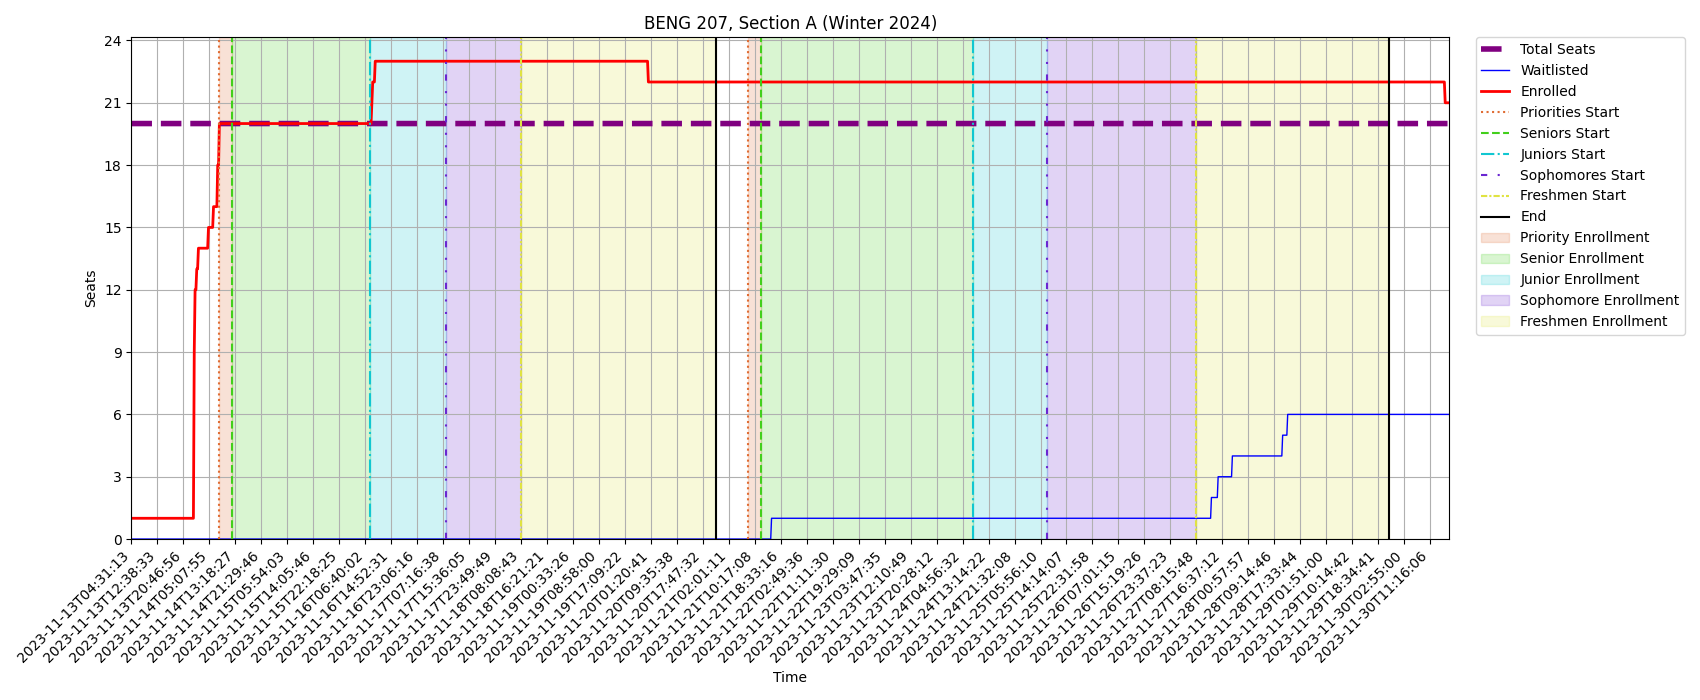 BENG 207, Section A (Winter 2024)
Seats
24
21
18
15
12
9
6
3
0
2023-11-13T04:31:13
2023-11-13T12:38:33
2023-11-13T20:46:56
2023-11-14T05:07:55
2023-11-14T13:18:27
2023-11-14T21:29:46
2023-11-15T05:54:03
2023-11-15T14:05:46
2023-11-15T22:18:25
2023-11-16T06:40:02
2023-11-16T14:52:31
2023-11-16T23:06:16
2023-11-17T07:16:38
2023-11-17T15:36:05
2023-11-17T23:49:49
2023-11-18T08:08:43
2023-11-18T16:21:21
2023-11-19T00:33:26
2023-11-19T08:58:00
2023-11-19T17:09:22
2023-11-20T01:20:41
2023-11-20T09:35:38
2023-11-20T17:47:32
2023-11-21T02:01:11
2023-11-21T10:17:08
2023-11-21T18:33:16
2023-11-22T02:49:36
2023-11-22T11:11:30
2023-11-22T19:29:09
2023-11-23T03:47:35
2023-11-23T12:10:49
2023-11-23T20:28:12
2023-11-24T04:56:32
2023-11-24T13:14:22
2023-11-24T21:32:08
2023-11-25T05:56:10
2023-11-25T14:14:07
2023-11-25T22:31:58
2023-11-26T07:01:15
2023-11-26T15:19:26
2023-11-26T23:37:23
2023-11-27T08:15:48
2023-11-27T16:37:12
2023-11-28T00:57:57
2023-11-28T09:14:46
2023-11-28T17:33:44
2023-11-29T01:51:00
2023-11-29T10:14:42
2023-11-29T18:34:41
2023-11-30T02:55:00
2023-11-30T11:16:06
Time
Total Seats
Waitlisted
Enrolled
Priorities Start
Seniors Start
Juniors Start
Sophomores Start
Freshmen Start
End
Priority Enrollment
Senior Enrollment
Junior Enrollment
Sophomore Enrollment
Freshmen Enrollment